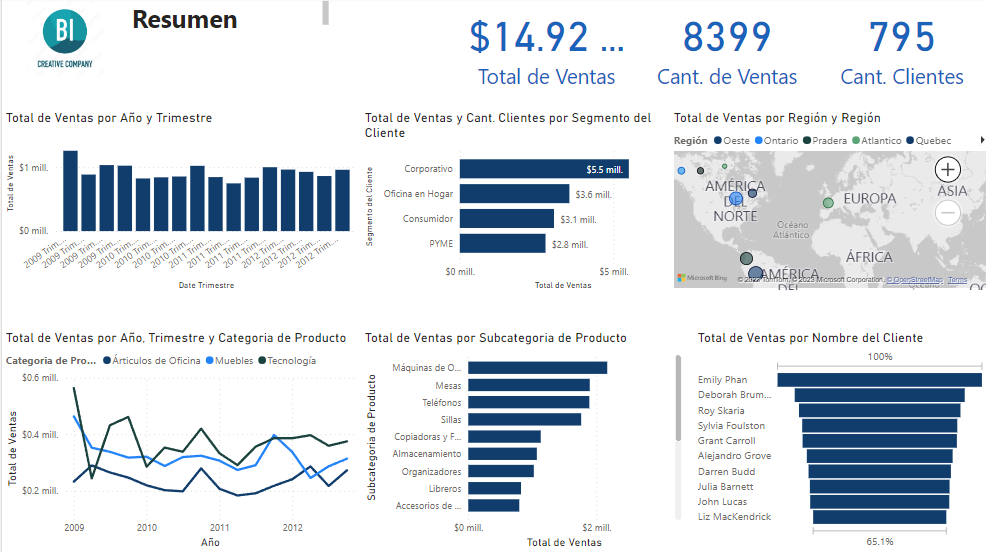 BI
CREATIVE COMPANY
Resumen
$14.92 ...
Total de Ventas
8399
Cant. de Ventas
795
Cant. Clientes
Total de Ventas por Año y Trimestre
Total de Ventas
$1 mill.
$0 mill.
2009 Trim...
2009 Trim...
2009 Trim...
2009 Trim...
2010 Trim...
2010 Trim...
2010 Trim...
2010 Trim...
2011 Trim...
2011 Trim...
2011 Trim...
2011 Trim...
2012 Trim...
2012 Trim...
2012 Trim...
2012 Trim...
Date Trimestre
Total de Ventas y Cant. Clientes por Segmento del
Cliente
Segmento del Cliente
Corporativo
$5.5 mill.
Oficina en Hogar
$3.6 mill.
Consumidor
$3.1 mill.
PYME
$2.8 mill.
$0 mill.
$5 mill.
Total de Ventas
Total de Ventas por Región y Región
Región Oeste Ontario Pradera Atlantico Quebec
AMÉRICA
DEL
NORTE
EUROPA
ASIA
Océano
Atlántico
ÁFRICA
AMÉRICA
DEL
Océano
OC
Microsoft Bing
Microsoft Corporation, © OpenStreetMap Terms
Total de Ventas por Año, Trimestre y Categoria de Producto
Categoria de Pro... Árticulos de Oficina Muebles Tecnología
Total de Ventas
$0.6 mill.
$0.4 mill.
$0.2 mill.
2009
2010
2011
2012
Año
Total de Ventas por Subcategoria de Producto
Subcategoria de Producto
Máquinas de O...
Mesas
Teléfonos
Sillas
Copiadoras y F...
Almacenamiento
Organizadores
Libreros
Accesorios de ...
$0 mill.
$2 mill.
Total de Ventas
Total de Ventas por Nombre del Cliente
100%
Emily Phan
Deborah Brum...
Roy Skaria
Sylvia Foulston
Grant Carroll
Alejandro Grove
Darren Budd
Julia Barnett
John Lucas
Liz MacKendrick
65.1%